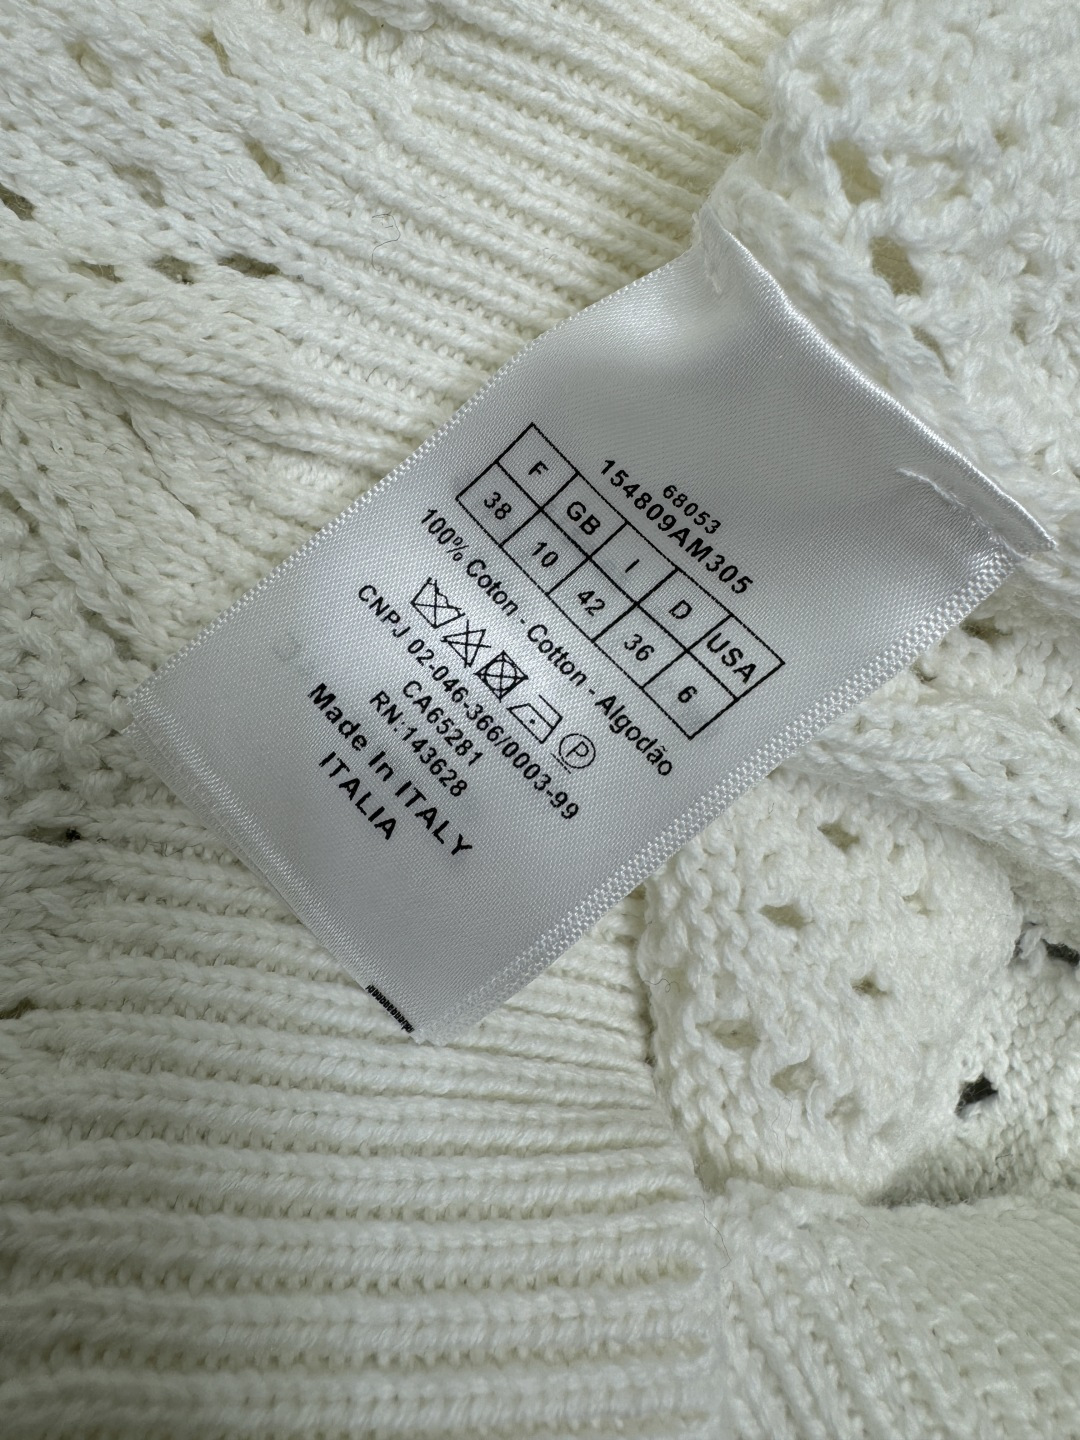 68053
154809AM305
F GB I D USA
38 10 42 36 6
100% Coton - Cotton - Algodão
P
CNPJ 02-046-366/0003-99
CA65281
RN:143628
Made In ITALY
ITALIA